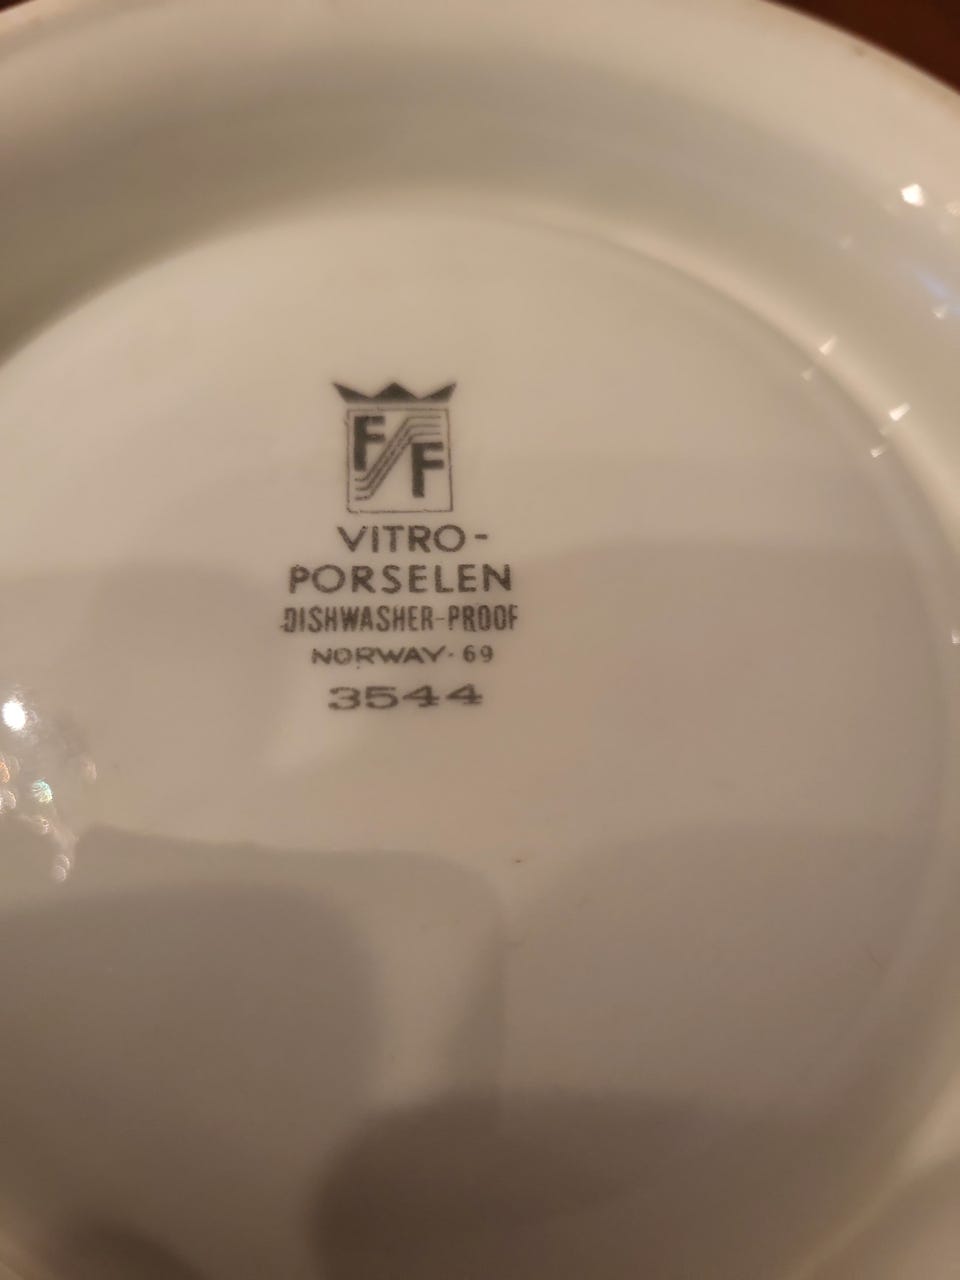 F F
VITRO-
PORSELEN
DISHWASHER-PROOF
NORWAY·69
3544